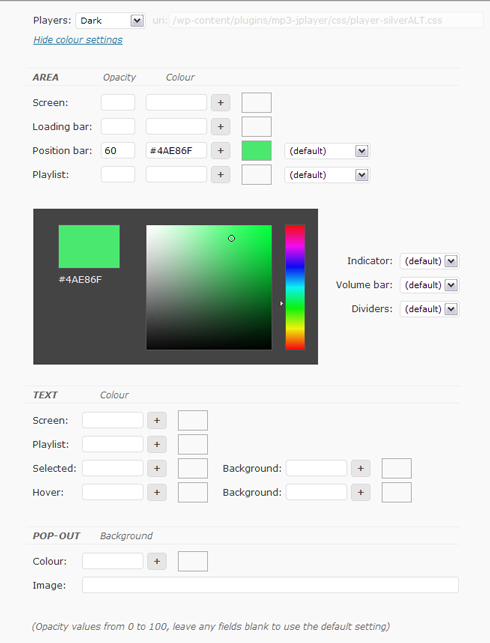 Players: Dark uri: /wp-content/plugins/mp3-jplayer/css/player-silverALT.css
Hide colour settings
AREA Opacity Colour
Screen: +
Loading bar: +
Position bar: 60 #4AE86F + (default)
Playlist: + (default)
#4AE86F
Indicator: (default)
Volume bar: (default)
Dividers: (default)
TEXT Colour
Screen: +
Playlist: +
Selected: + Background: +
Hover: + Background: +
POP-OUT Background
Colour: +
Image:
(Opacity values from 0 to 100, leave any fields blank to use the default setting)